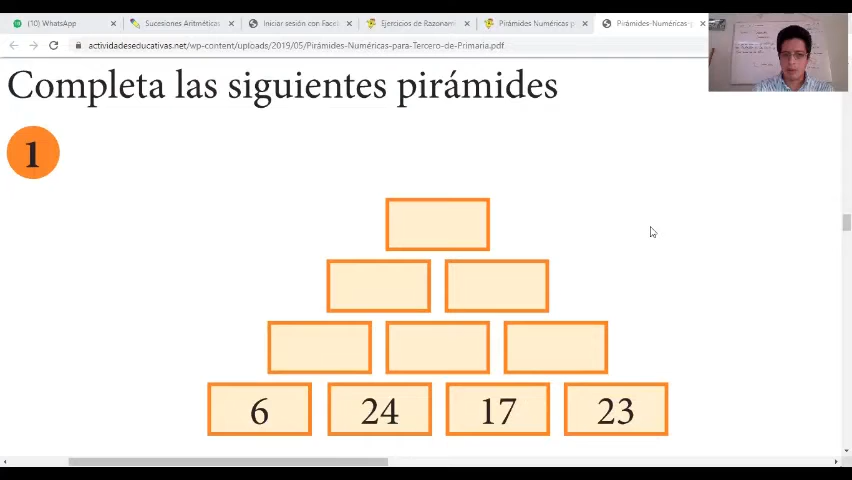 (10) WhatsApp
Sucesiones Aritméticas
Iniciar sesión con Faceb
Ejercicios de Razonam
Pirámides Numéricas p
Pirámides-Numéricas-p
actividadeseducativas.net/wp-content/uploads/2019/05/Pirámides-Numéricas-para-Tercero-de-Primaria.pdf
Completa las siguientes pirámides
1
6 24 17 23